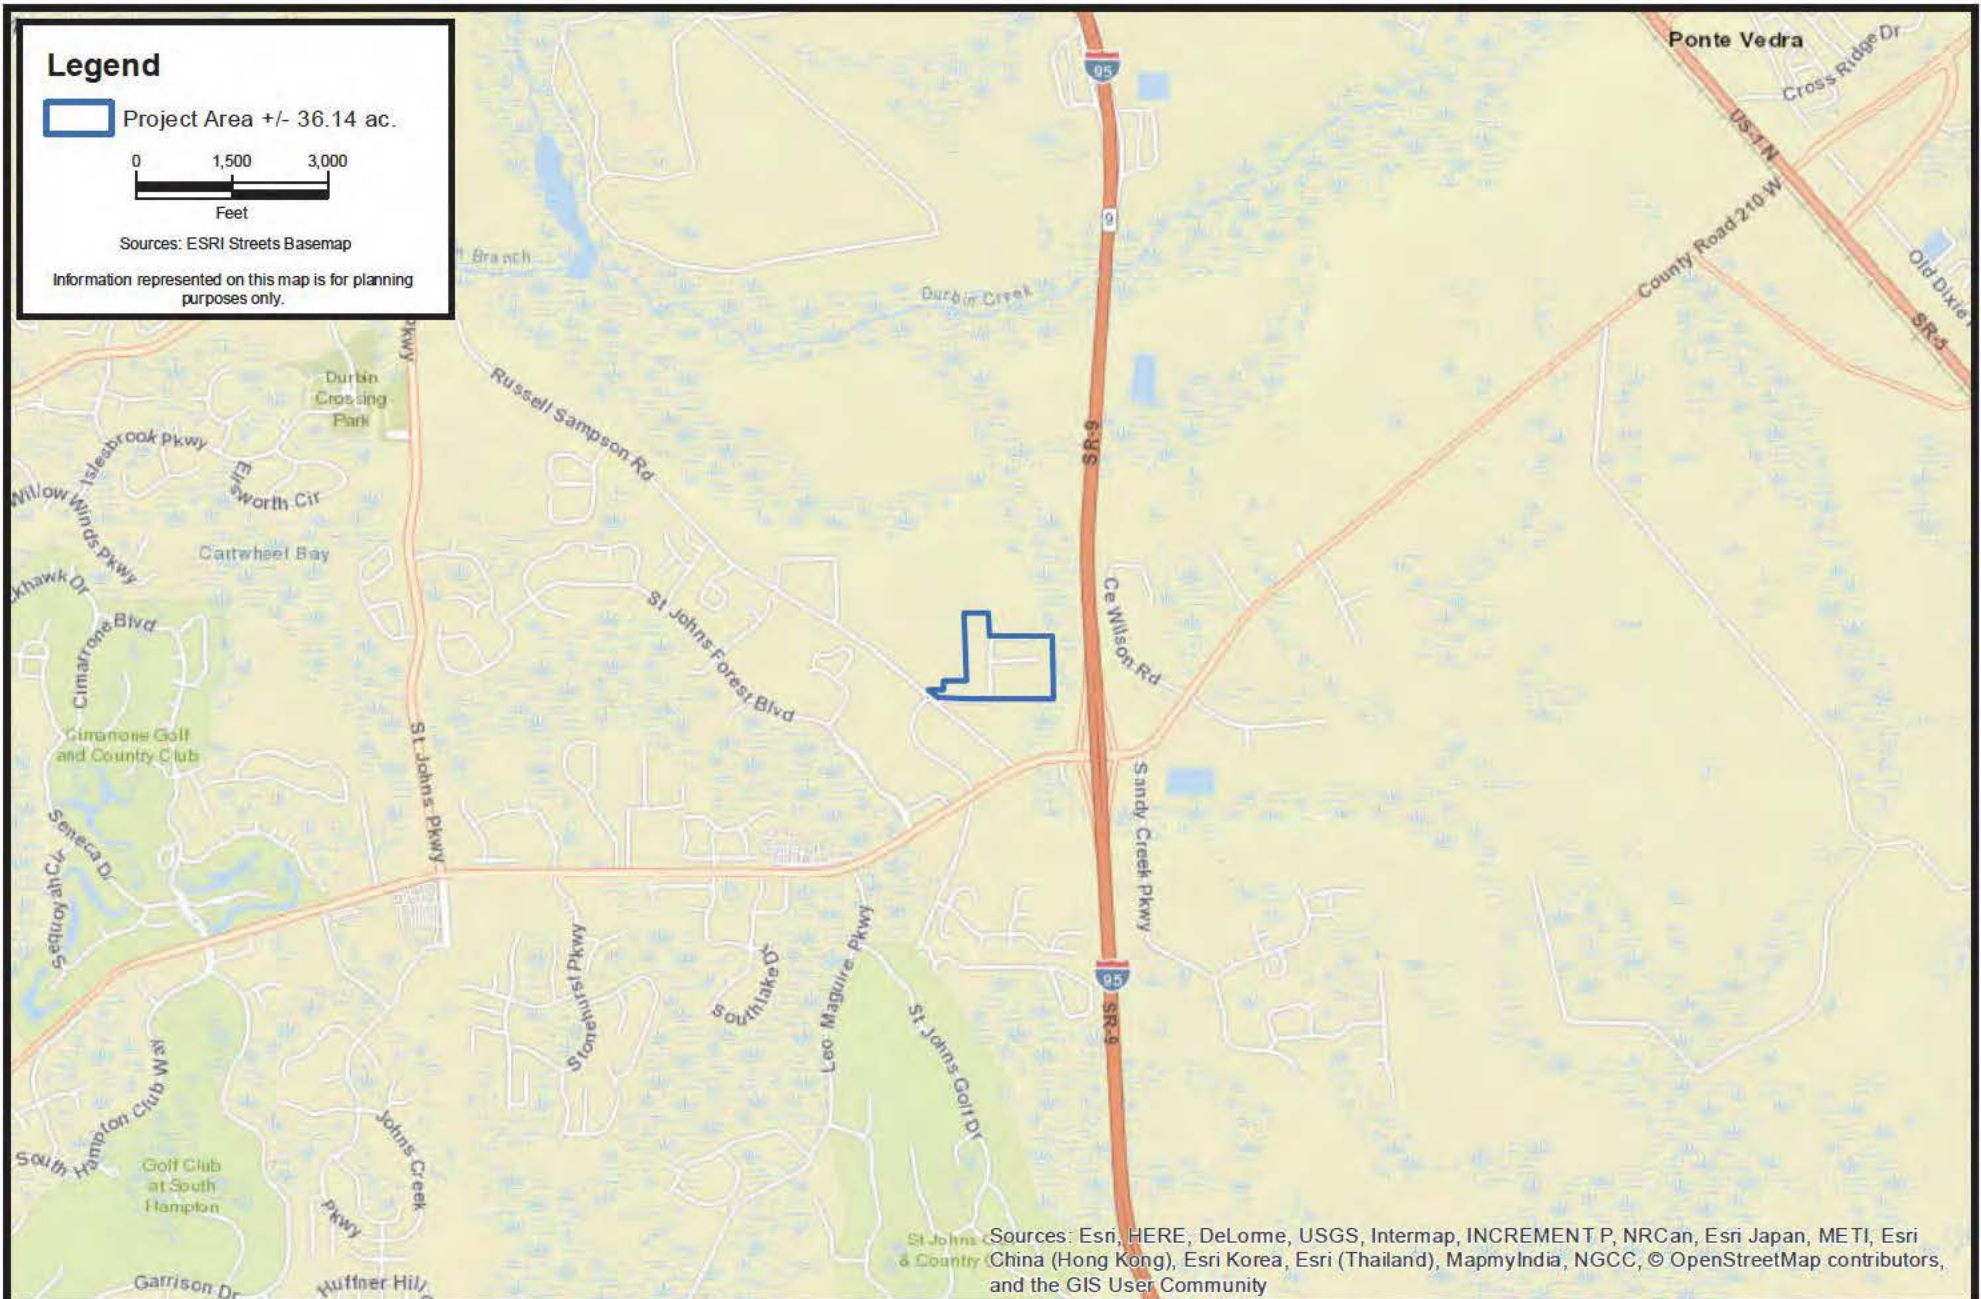 Legend
Project Area +/- 36.14 ac.
0 1,500 3,000
Feet
Sources: ESRI Streets Basemap
Information represented on this map is for planning
purposes only.
95
Ponte Vedra
Cross Ridge Dr
US-1 N
9
County Road 210 W
Old Dixie
SR-5
Branch
Durbin Creek
Pkwy
Durbin
Crossing
Park
Russell Sampson Rd
SR-9
Islesbrook Pkwy
Ellsworth Cir
Willow Winds Pkwy
Cartwheel Bay
Cimarrone Blvd
St Johns Forest Blvd
Ce Wilson Rd
Cimarrone Golf
and Country Club
St Johns Pkwy
Sandy Creek Pkwy
Seneca Dr
Sequoyah Cir
Stonehurst Pkwy
Southlake Dr
Leo Maguire Pkwy
95
SR-9
St Johns Golf Dr
South Hampton Club Way
Johns Creek
Pkwy
Golf Club
at South
Hampton
St Johns
& Country
Garrison Dr
Huffner Hill
Sources: Esri, HERE, DeLorme, USGS, Intermap, INCREMENT P, NRCan, Esri Japan, METI, Esri
China (Hong Kong), Esri Korea, Esri (Thailand), MapmyIndia, NGCC, © OpenStreetMap contributors,
and the GIS User Community